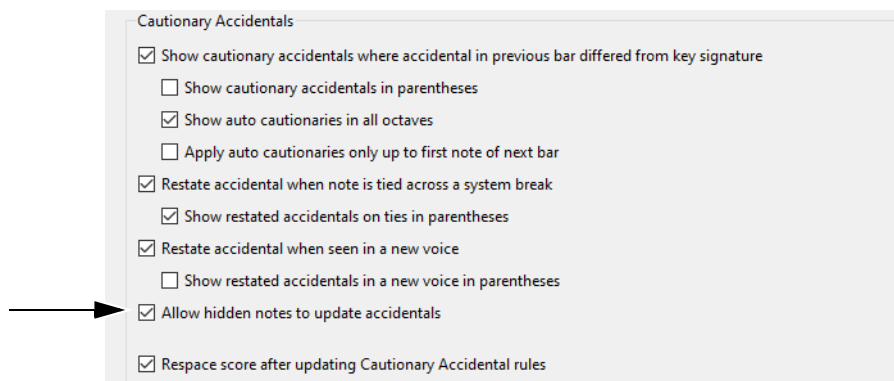 Cautionary Accidentals
Show cautionary accidentals where accidental in previous bar differed from key signature
Show cautionary accidentals in parentheses
Show auto cautionaries in all octaves
Apply auto cautionaries only up to first note of next bar
Restate accidental when note is tied across a system break
Show restated accidentals on ties in parentheses
Restate accidental when seen in a new voice
Show restated accidentals in a new voice in parentheses
Allow hidden notes to update accidentals
Respace score after updating Cautionary Accidental rules